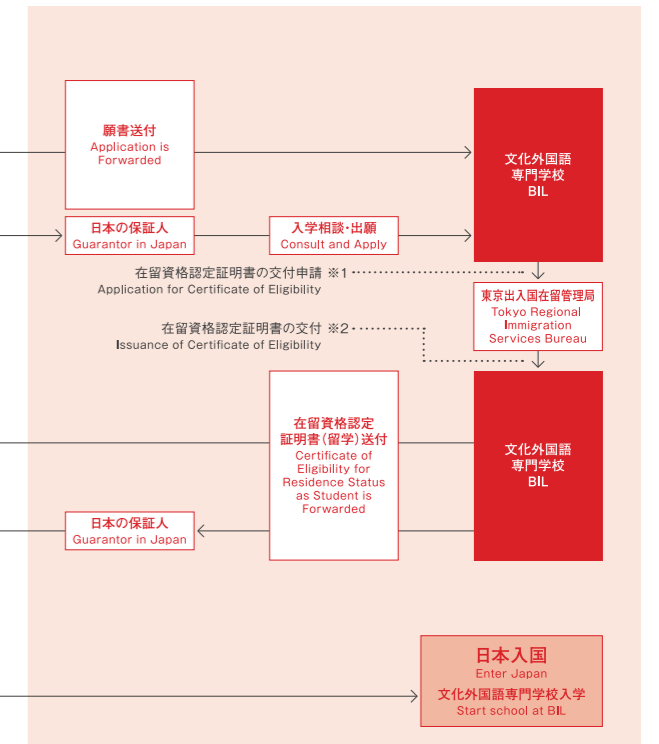 願書送付
Application is
Forwarded
文化外国語
専門学校
BIL
日本の保証人
Guarantor in Japan
入学相談・出願
Consult and Apply
在留資格認定証明書の交付申請 ※1
Application for Certificate of Eligibility
東京出入国在留管理局
Tokyo Regional
Immigration
Services Bureau
在留資格認定証明書の交付 ※2
Issuance of Certificate of Eligibility
在留資格認定
証明書(留学)送付
Certificate of
Eligibility for
Residence Status
as Student is
Forwarded
文化外国語
専門学校
BIL
日本の保証人
Guarantor in Japan
日本入国
Enter Japan
文化外国語専門学校入学
Start school at BIL